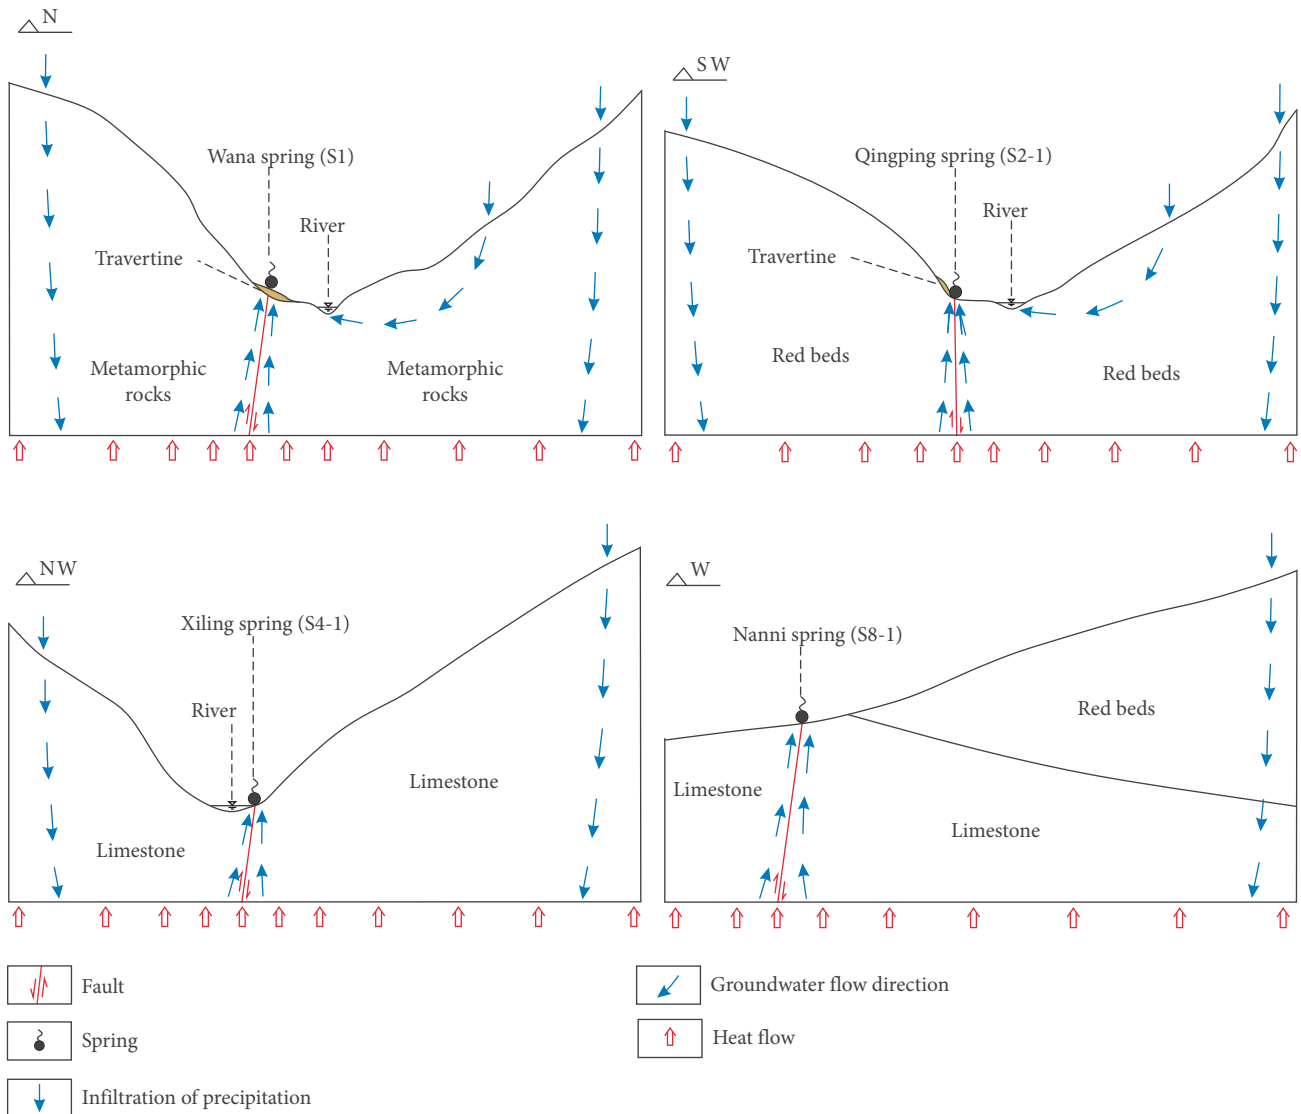 N
Wana spring (S1)
River
Travertine
Metamorphic
rocks
Metamorphic
rocks
SW
Qingping spring (S2-1)
River
Travertine
Red beds
Red beds
NW
Xiling spring (S4-1)
River
Limestone
Limestone
W
Nanni spring (S8-1)
Red beds
Limestone
Limestone
Fault
Spring
Infiltration of precipitation
Groundwater flow direction
Heat flow